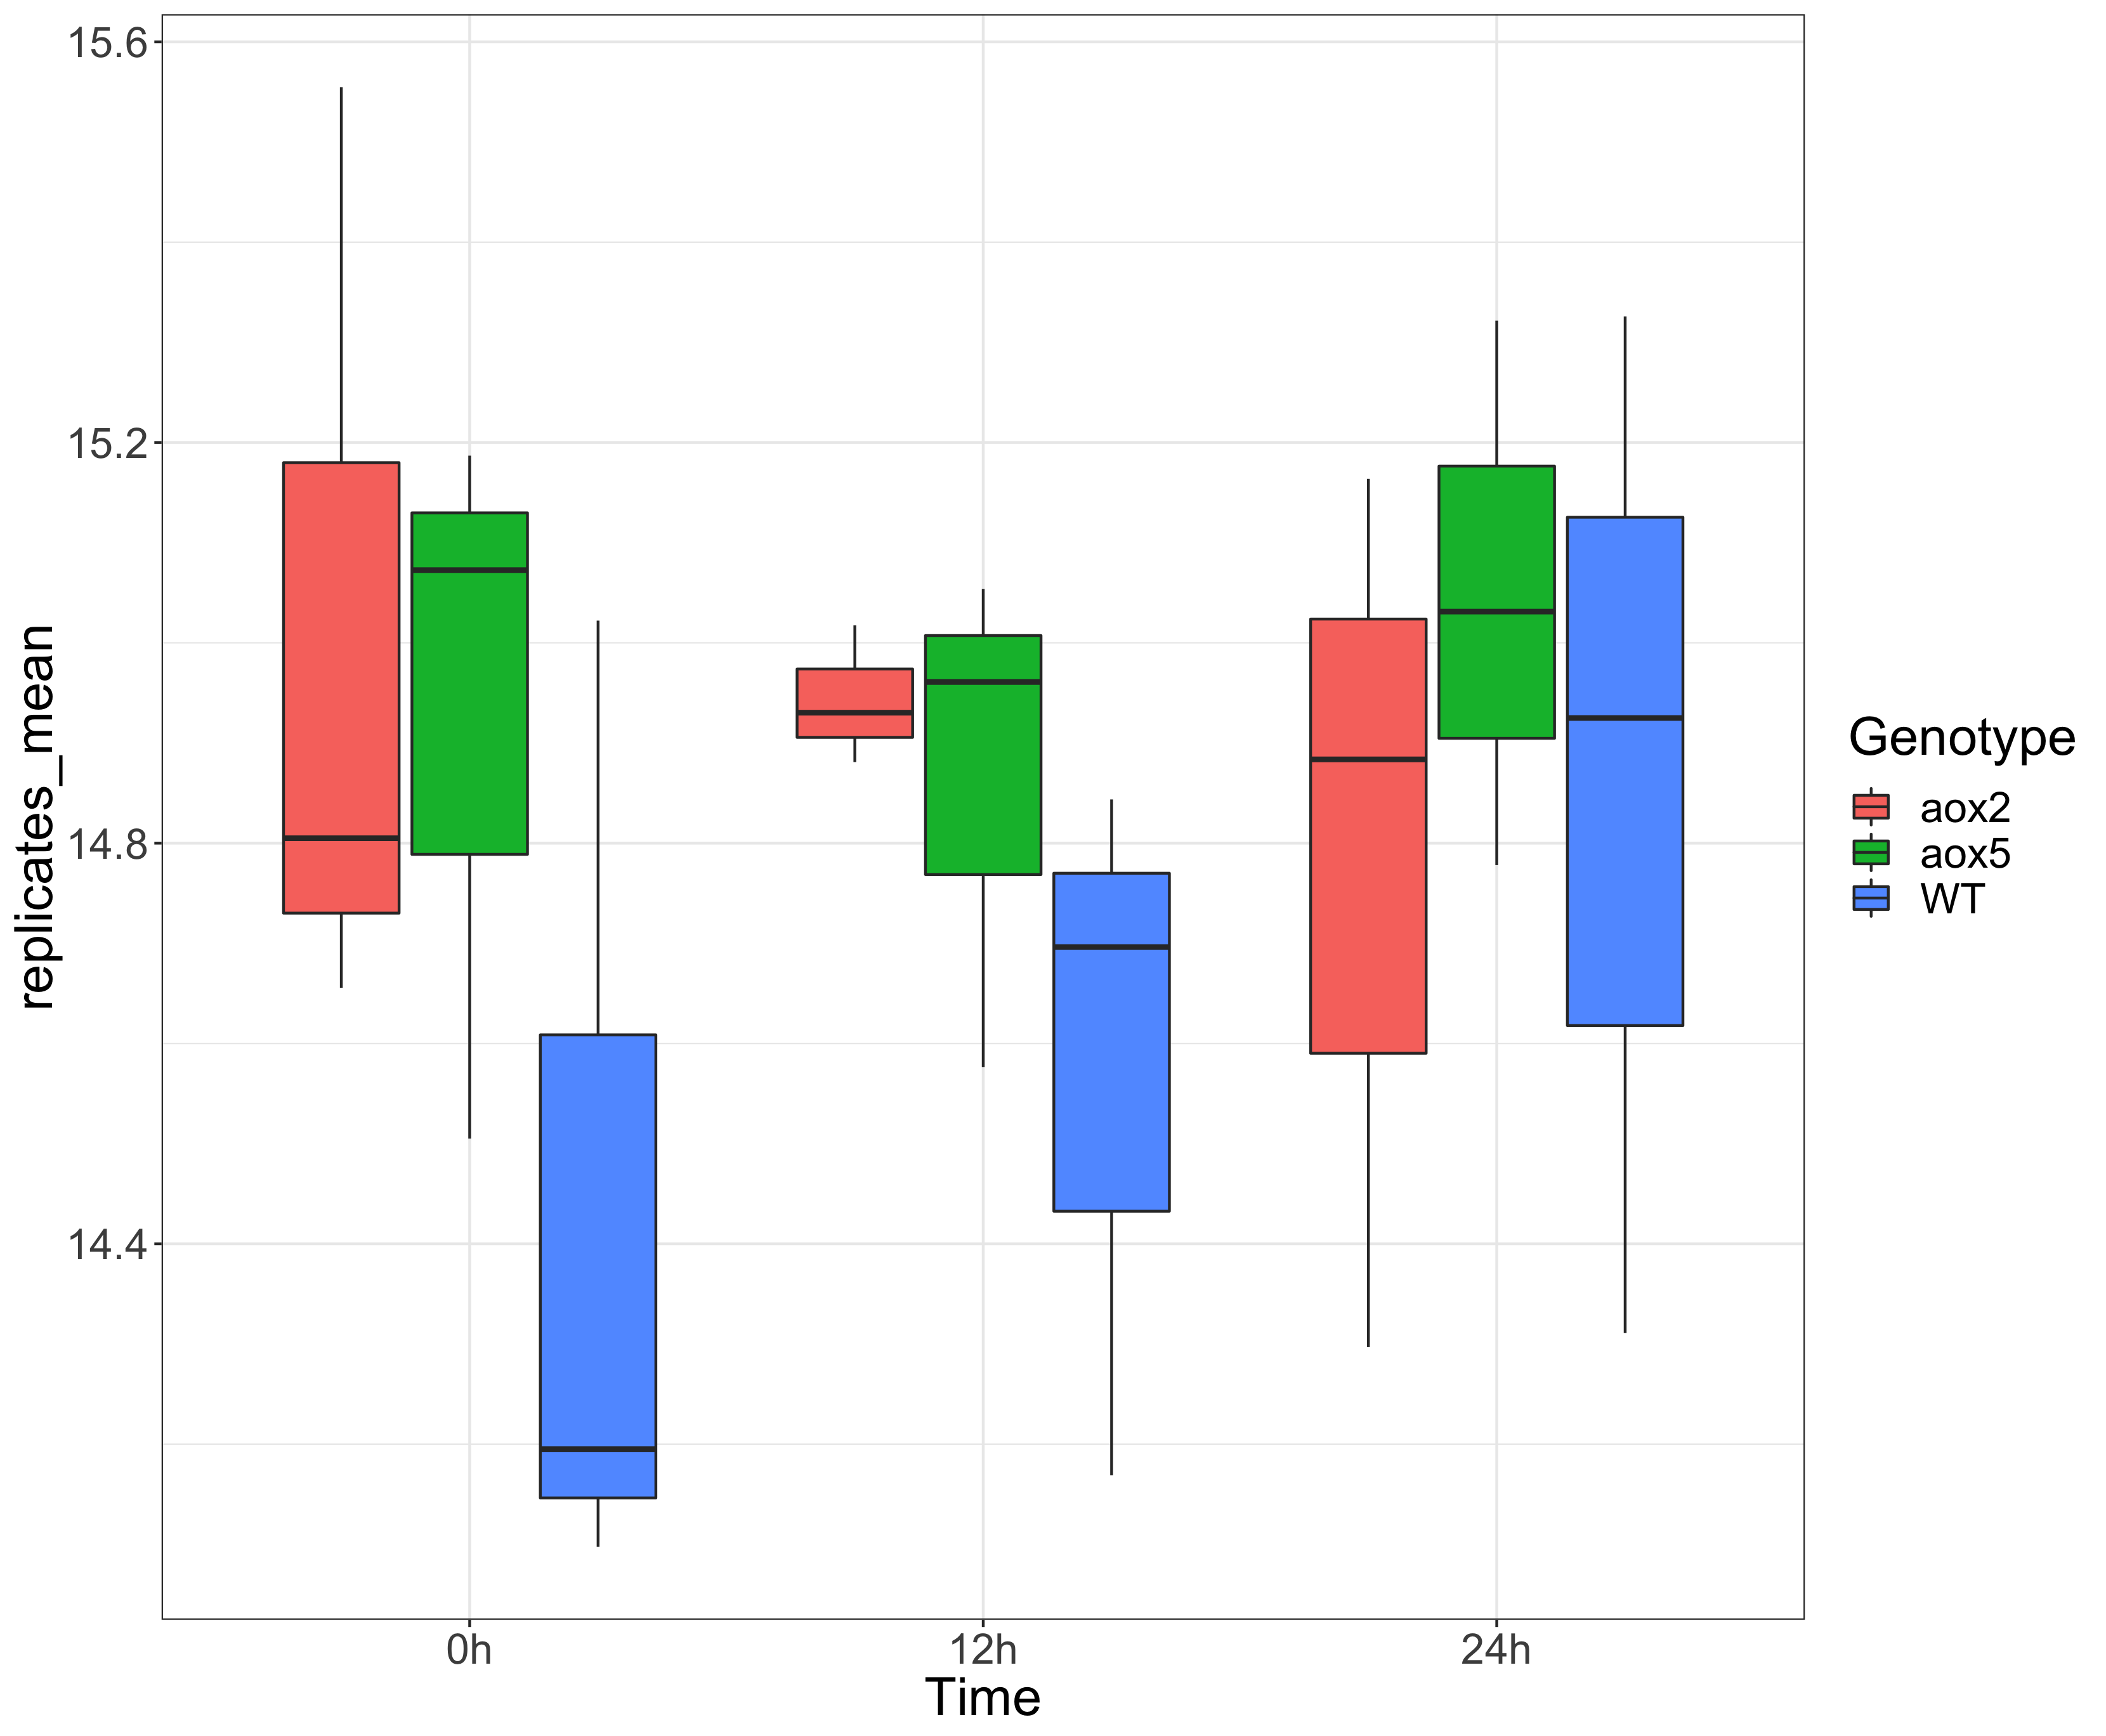 replicates_mean
15.6
15.2
14.8
14.4
0h
12h
24h
Time
Genotype
aox2
aox5
WT